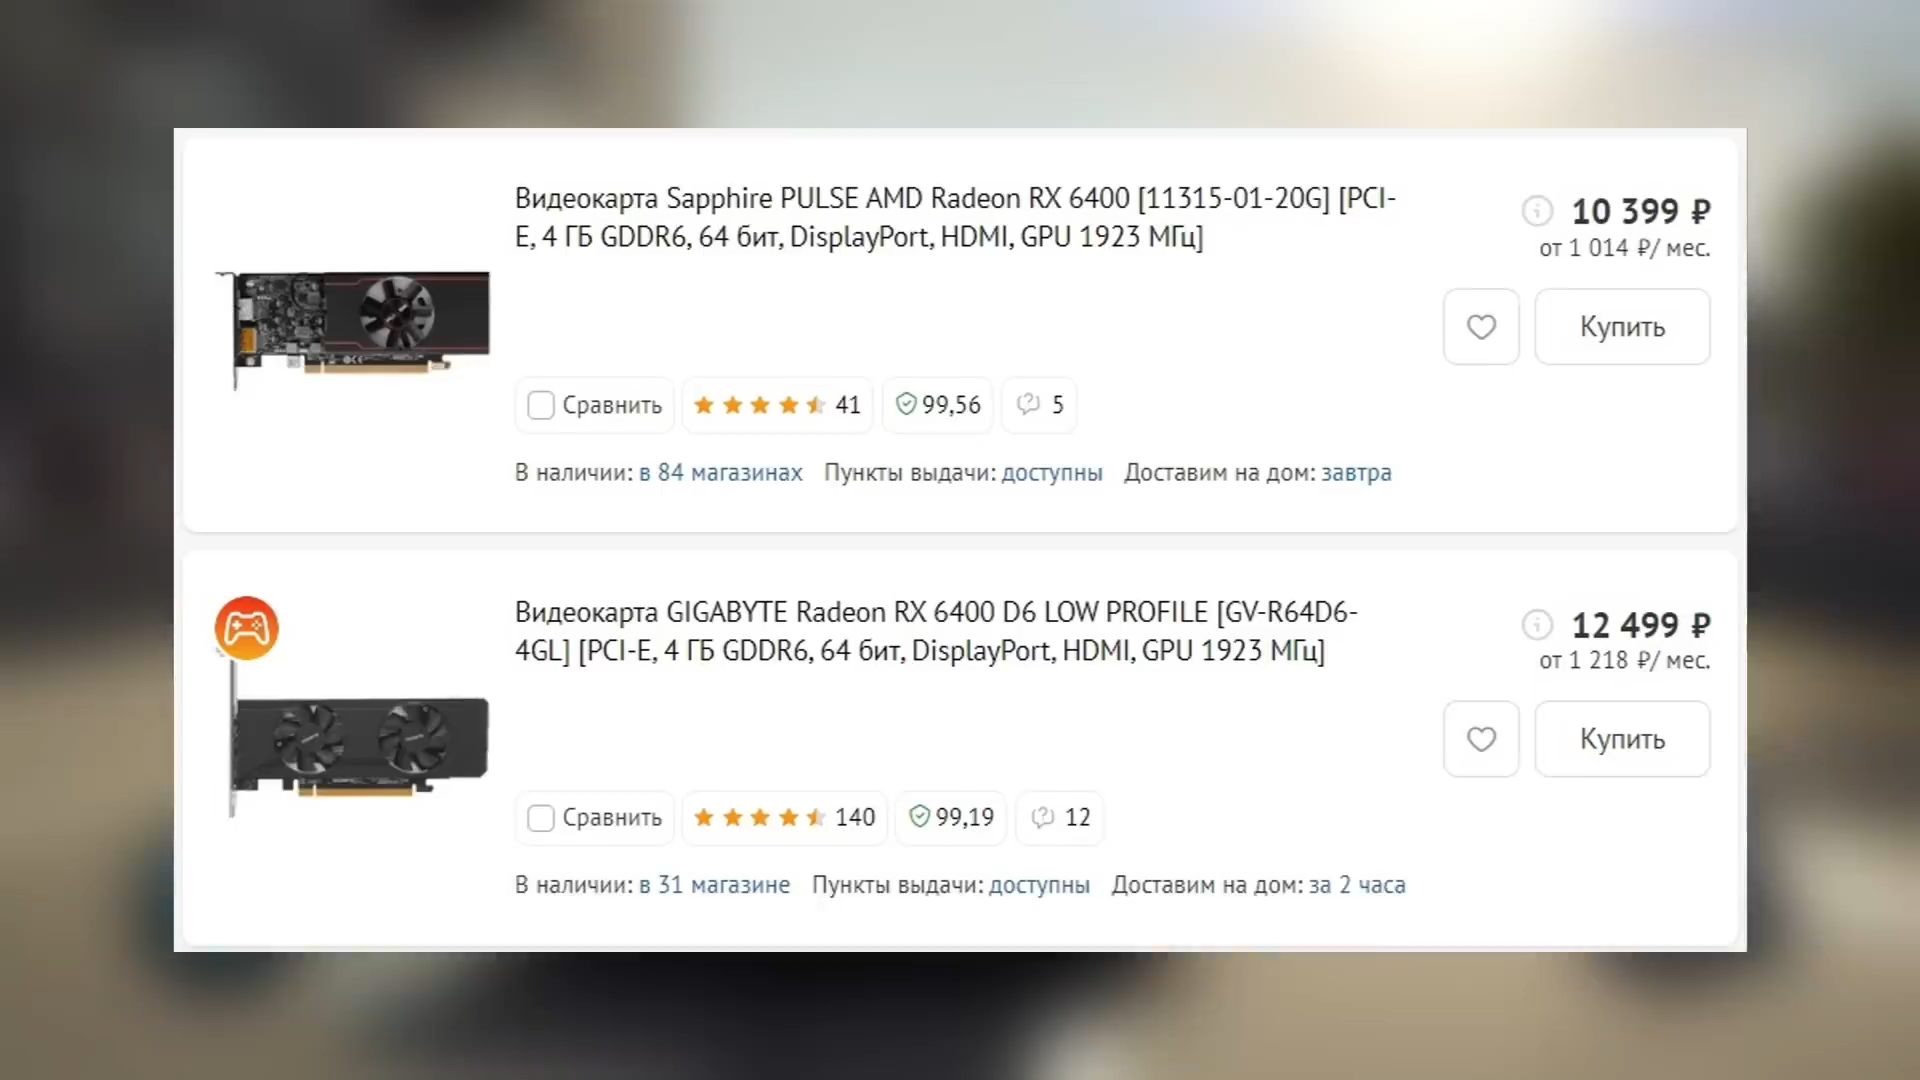 Видеокарта Sapphire PULSE AMD Radeon RX 6400 [11315-01-20G] [PCI-
E, 4 ГБ GDDR6, 64 бит, DisplayPort, HDMI, GPU 1923 МГц]
10 399 ₽
от 1 014 ₽/ мес.
Купить
Сравнить
41
99,56
5
В наличии: в 84 магазинах Пункты выдачи: доступны Доставим на дом: завтра
Видеокарта GIGABYTE Radeon RX 6400 D6 LOW PROFILE [GV-R64D6-
4GL] [PCI-E, 4 ГБ GDDR6, 64 бит, DisplayPort, HDMI, GPU 1923 МГц]
12 499 ₽
от 1 218 ₽/ мес.
Купить
Сравнить
140
99,19
12
В наличии: в 31 магазине Пункты выдачи: доступны Доставим на дом: за 2 часа